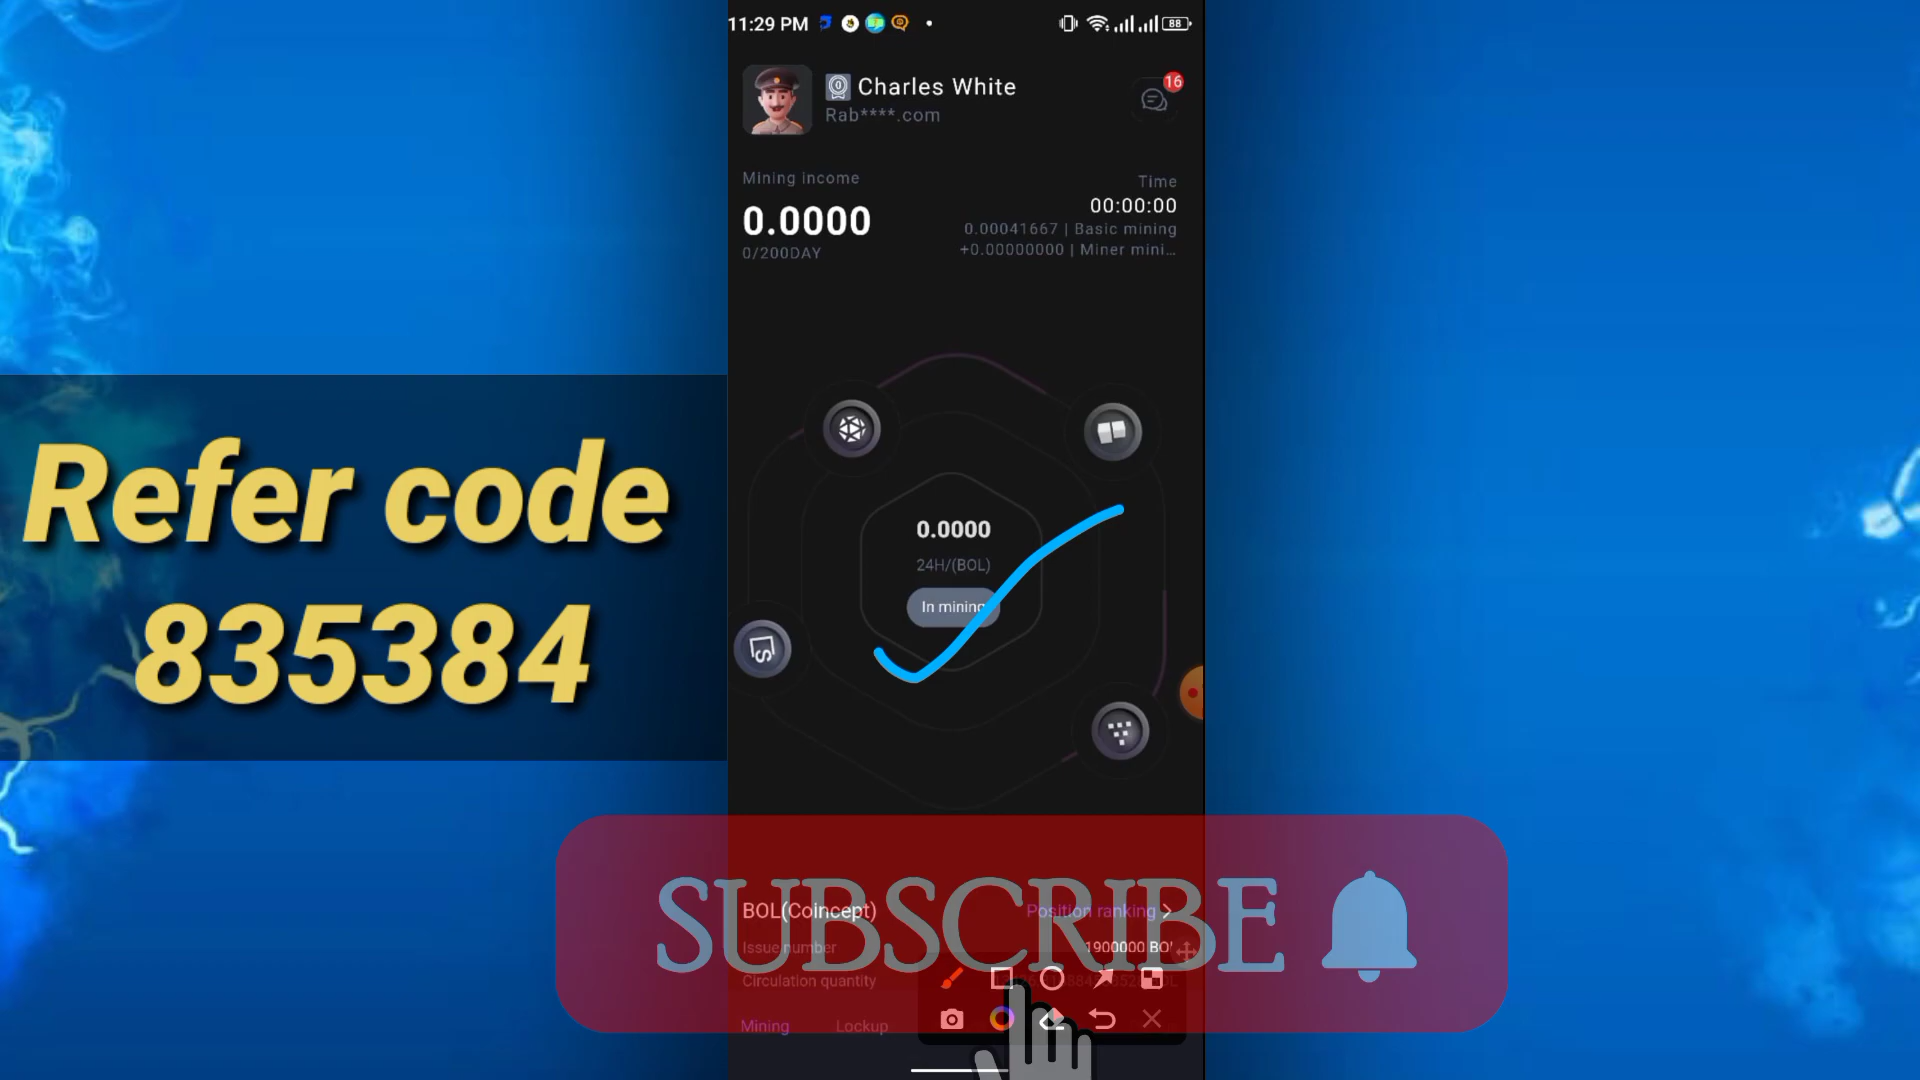 11:29 PM
88
Charles White
16
Rab****.com
Mining income
Time
0.0000
00:00:00
0.00041667 | Basic mining
0/200DAY
+0.00000000 | Miner mini...
Refer code
835384
0.0000
24H/(BOL)
In mining
SUBSCRIBE
BOL(Coincept)
Position ranking >
Issue number
1900000 BOL
Circulation quantity
Mining
Lockup